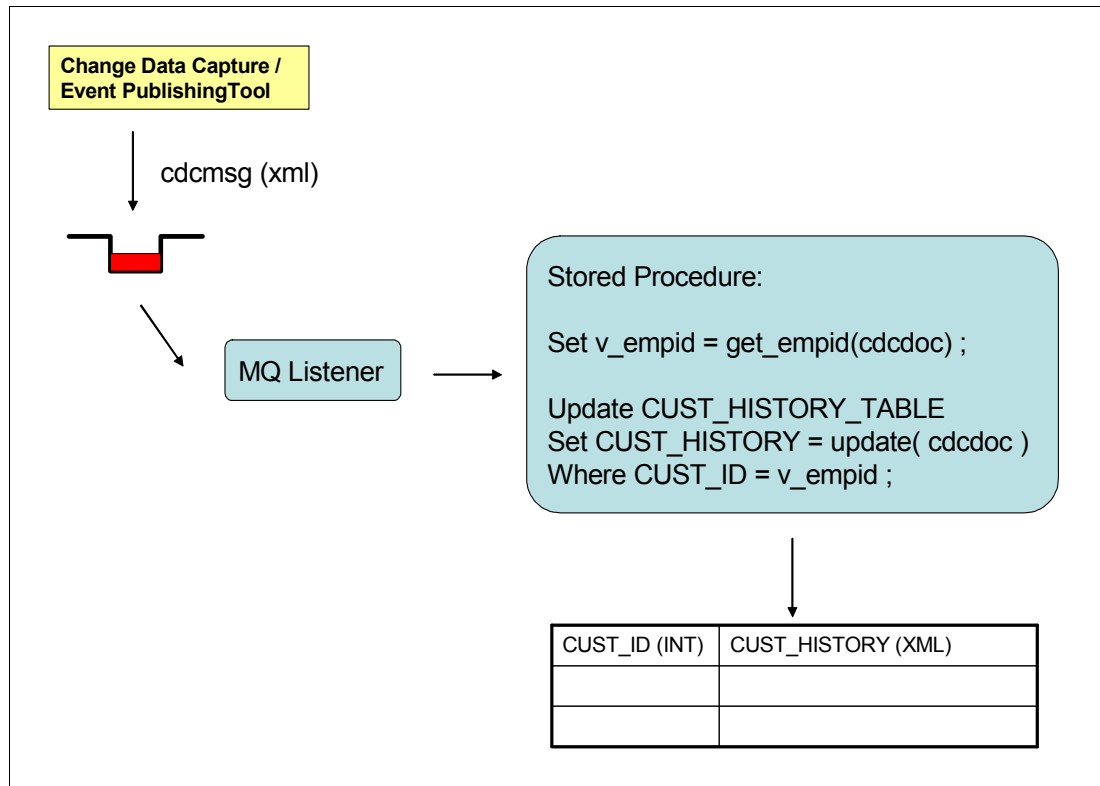 Change Data Capture /
Event PublishingTool
cdcmsg (xml)
MQ Listener
Stored Procedure:
Set v_empid = get_empid(cdcdoc) ;
Update CUST_HISTORY_TABLE
Set CUST_HISTORY = update( cdcdoc )
Where CUST_ID = v_empid ;
CUST_ID (INT) CUST_HISTORY (XML)